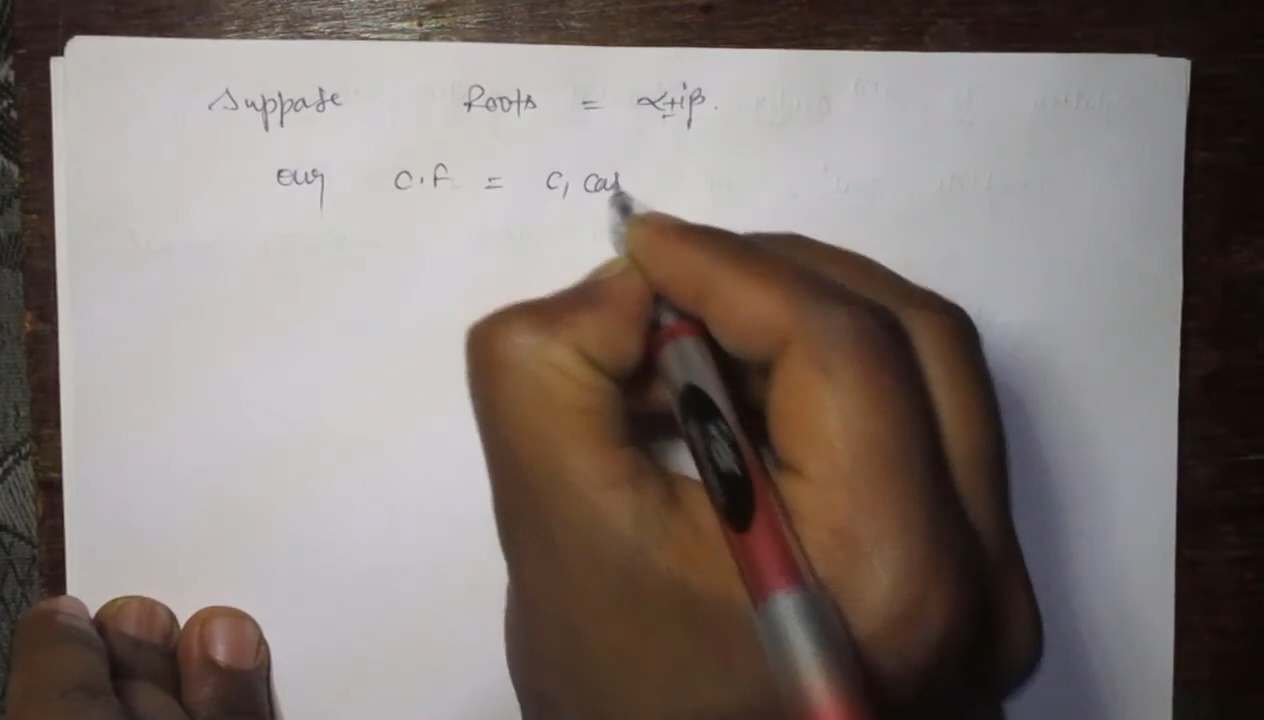 Suppose Roots = α±iβ.
our C.F = C₁ cos